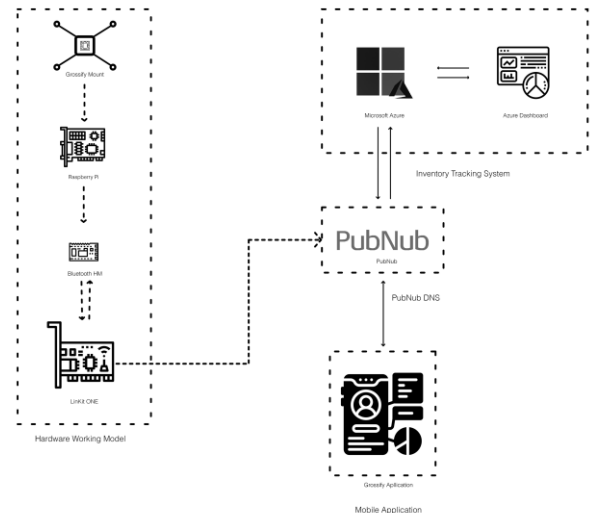 Grossify Mount
Raspberry Pi
Bluetooth HM
LinKit ONE
Hardware Working Model
Microsoft Azure
Azure Dashboard
Inventory Tracking System
PubNub
PubNub
PubNub DNS
Grossify Apllication
Mobile Application